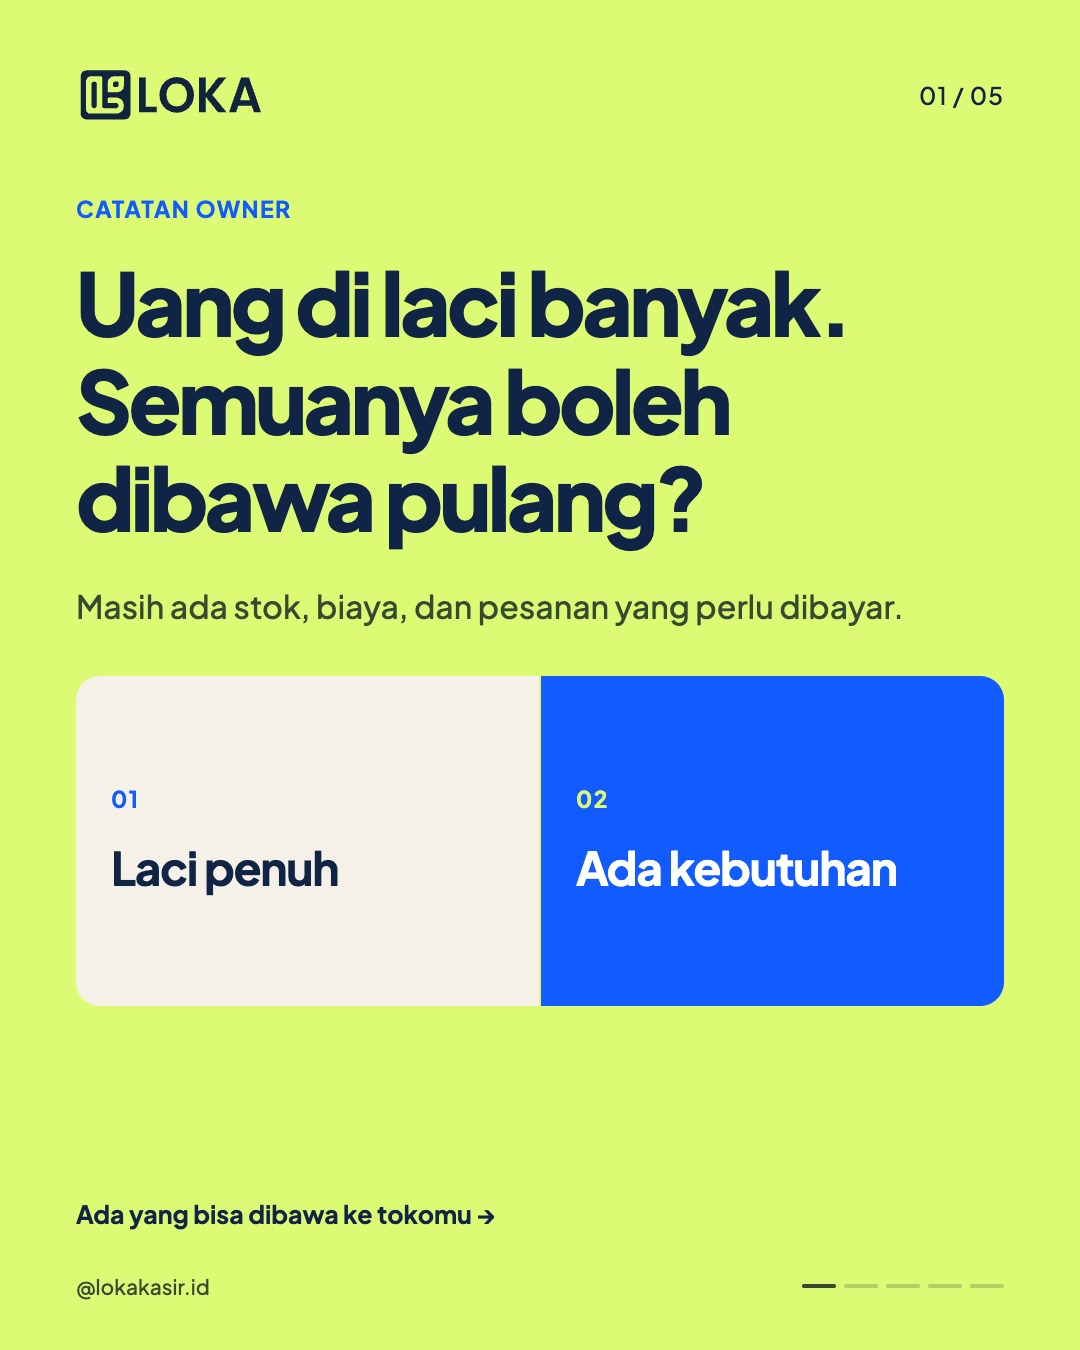 LOKA
01 / 05
CATATAN OWNER
Uang di laci banyak.
Semuanya boleh
dibawa pulang?
Masih ada stok, biaya, dan pesanan yang perlu dibayar.
01
Laci penuh
02
Ada kebutuhan
Ada yang bisa dibawa ke tokomu →
@lokakasir.id